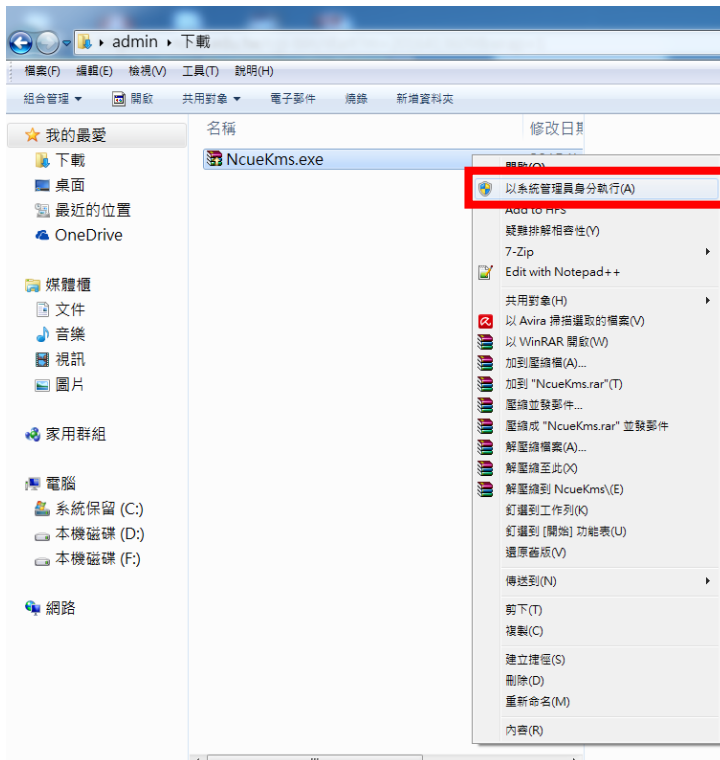 admin 下載
檔案(F) 編輯(E) 檢視(V) 工具(T) 說明(H)
組合管理 開啟 共用對象 電子郵件 燒錄 新增資料夾
名稱 修改日期
我的最愛
下載
桌面
最近的位置
OneDrive
媒體櫃
文件
音樂
視訊
圖片
家用群組
電腦
系統保留 (C:)
本機磁碟 (D:)
本機磁碟 (F:)
網路
NcueKms.exe
開啟(O)
以系統管理員身分執行(A)
Add to HFS
疑難排解相容性(Y)
7-Zip
Edit with Notepad++
共用對象(H)
以 Avira 掃描選取的檔案(V)
以 WinRAR 開啟(W)
加到壓縮檔(A)...
加到 "NcueKms.rar"(T)
壓縮並發郵件...
壓縮成 "NcueKms.rar" 並發郵件
解壓縮檔案(A)...
解壓縮至此(X)
解壓縮到 NcueKms\(E)
釘選到工作列(K)
釘選到 [開始] 功能表(U)
還原舊版(V)
傳送到(N)
剪下(T)
複製(C)
建立捷徑(S)
刪除(D)
重新命名(M)
內容(R)